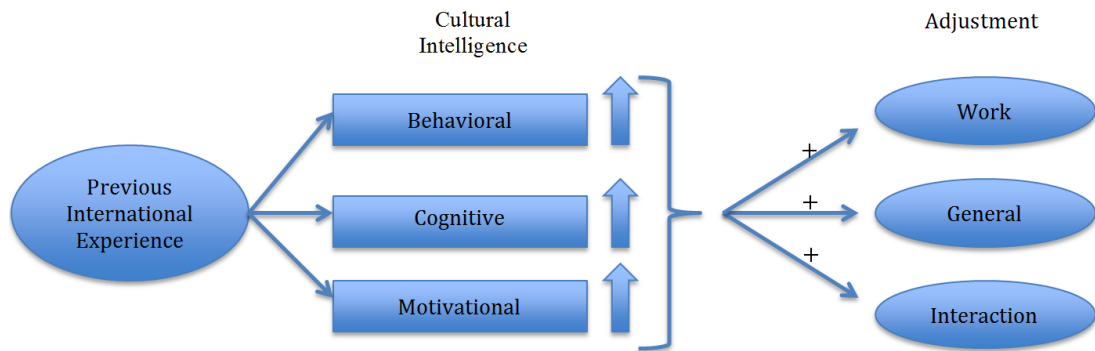 Cultural
Intelligence
Adjustment
Previous
International
Experience
Behavioral
Cognitive
Motivational
+
+
+
Work
General
Interaction